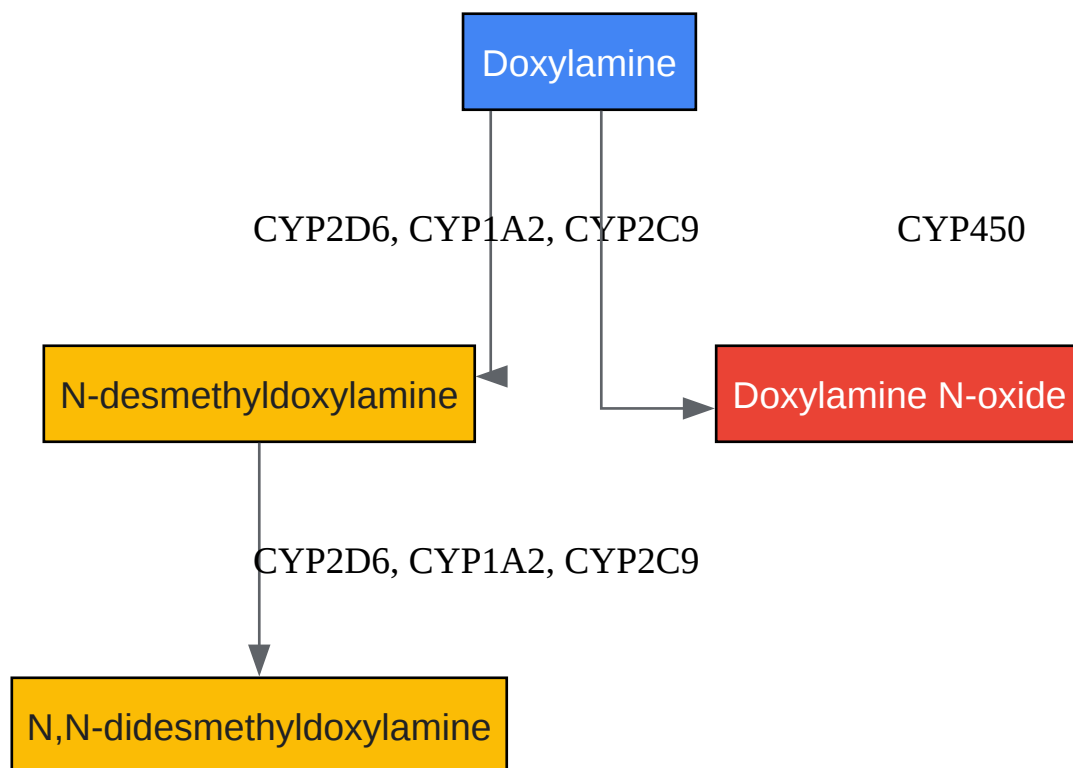 Doxylamine
CYP2D6, CYP1A2, CYP2C9
CYP450
N-desmethyldoxylamine
Doxylamine N-oxide
CYP2D6, CYP1A2, CYP2C9
N,N-didesmethyldoxylamine